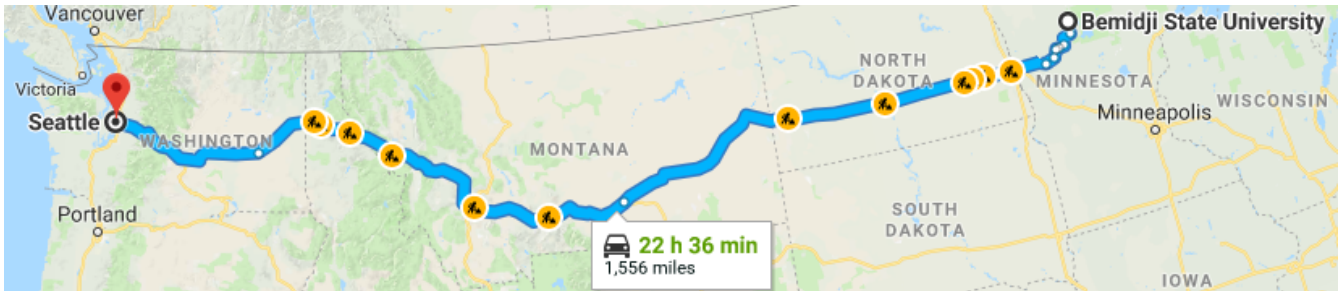 Vancouver
Bemidji State University
Victoria
NORTH
DAKOTA
MINNESOTA
Seattle
WASHINGTON
MONTANA
Minneapolis
WISCONSIN
Portland
SOUTH
DAKOTA
22 h 36 min
1,556 miles
IOWA